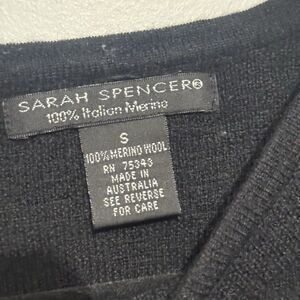 SARAH SPENCER®
100% Italian Merino
S
100% MERINO WOOL
RN 75343
MADE IN
AUSTRALIA
SEE REVERSE
FOR CARE